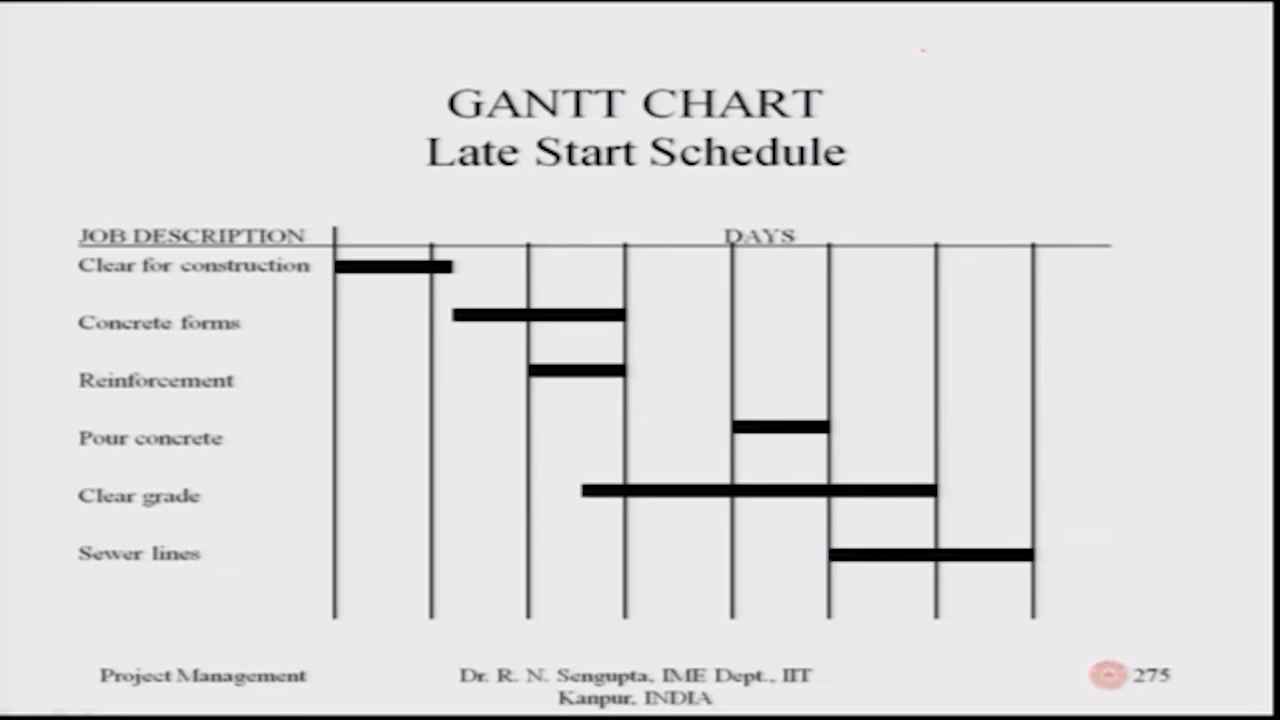 GANTT CHART
Late Start Schedule
JOB DESCRIPTION DAYS
Clear for construction
Concrete forms
Reinforcement
Pour concrete
Clear grade
Sewer lines
Project Management
Dr. R. N. Sengupta, IME Dept., IIT
Kanpur, INDIA
275